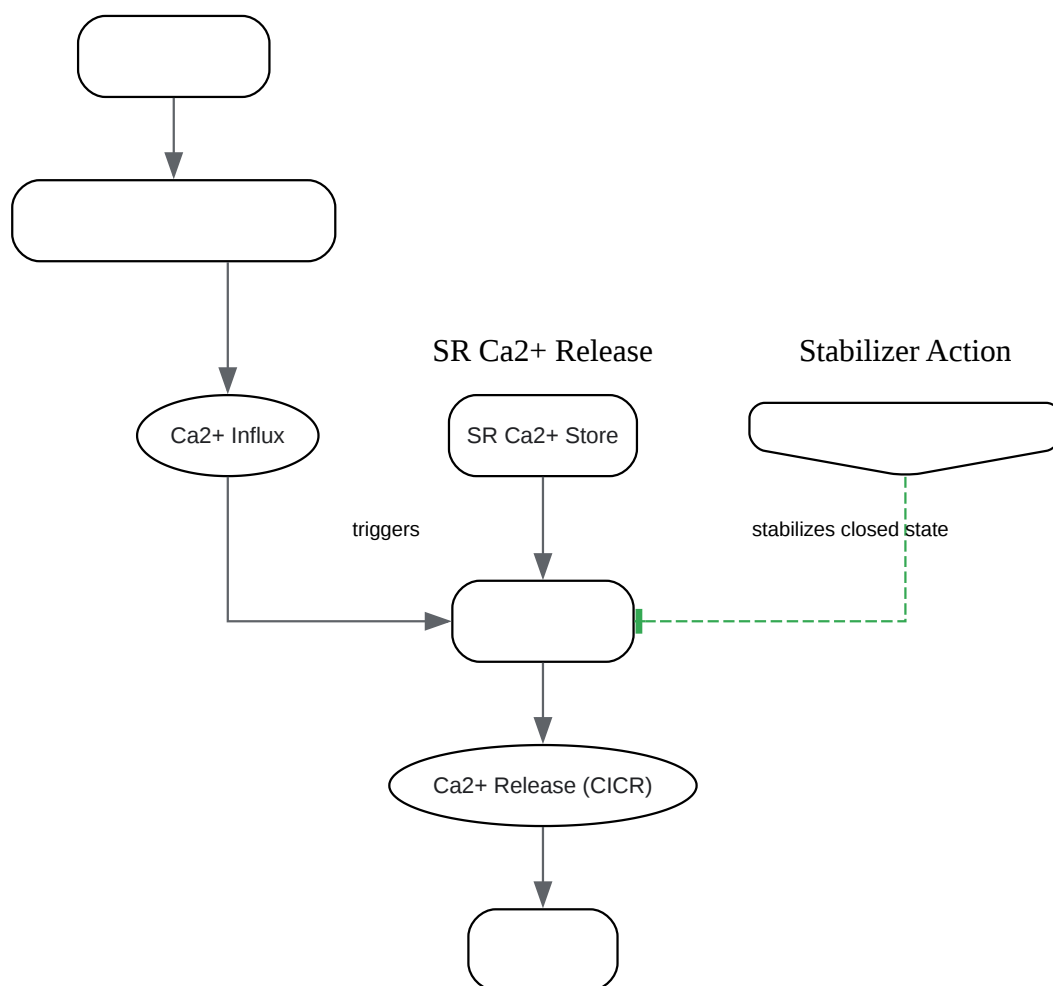 SR Ca2+ Release
Stabilizer Action
Ca2+ Influx
SR Ca2+ Store
triggers
stabilizes closed state
Ca2+ Release (CICR)